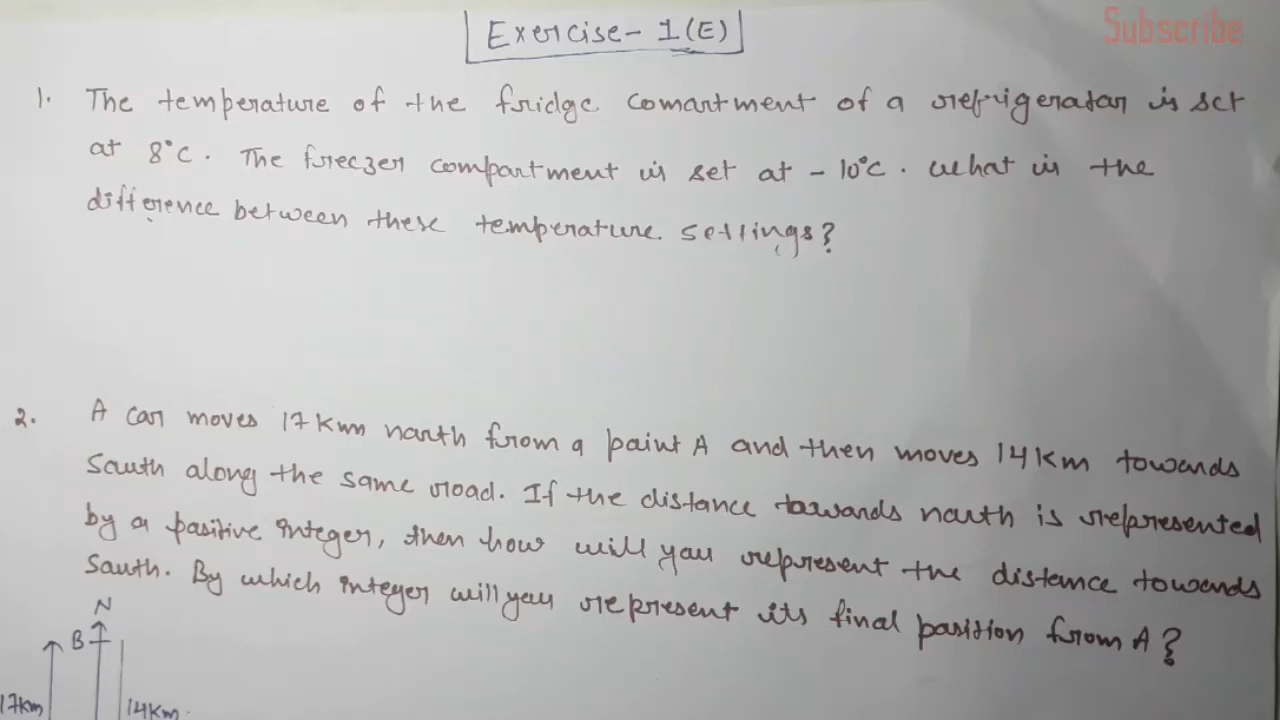 Exercise- 1(E)
Subscribe
1. The temperature of the fridge comartment of a refrigerator is set
at 8°C. The freezer compartment is set at -10°C. What is the
difference between these temperature settings?
2. A car moves 17km north from a point A and then moves 14km towards
South along the same road. If the distance towards north is represented
by a positive integer, then how will you represent the distance towards
South. By which integer will you represent its final position from A?
N
B
17km
14km.